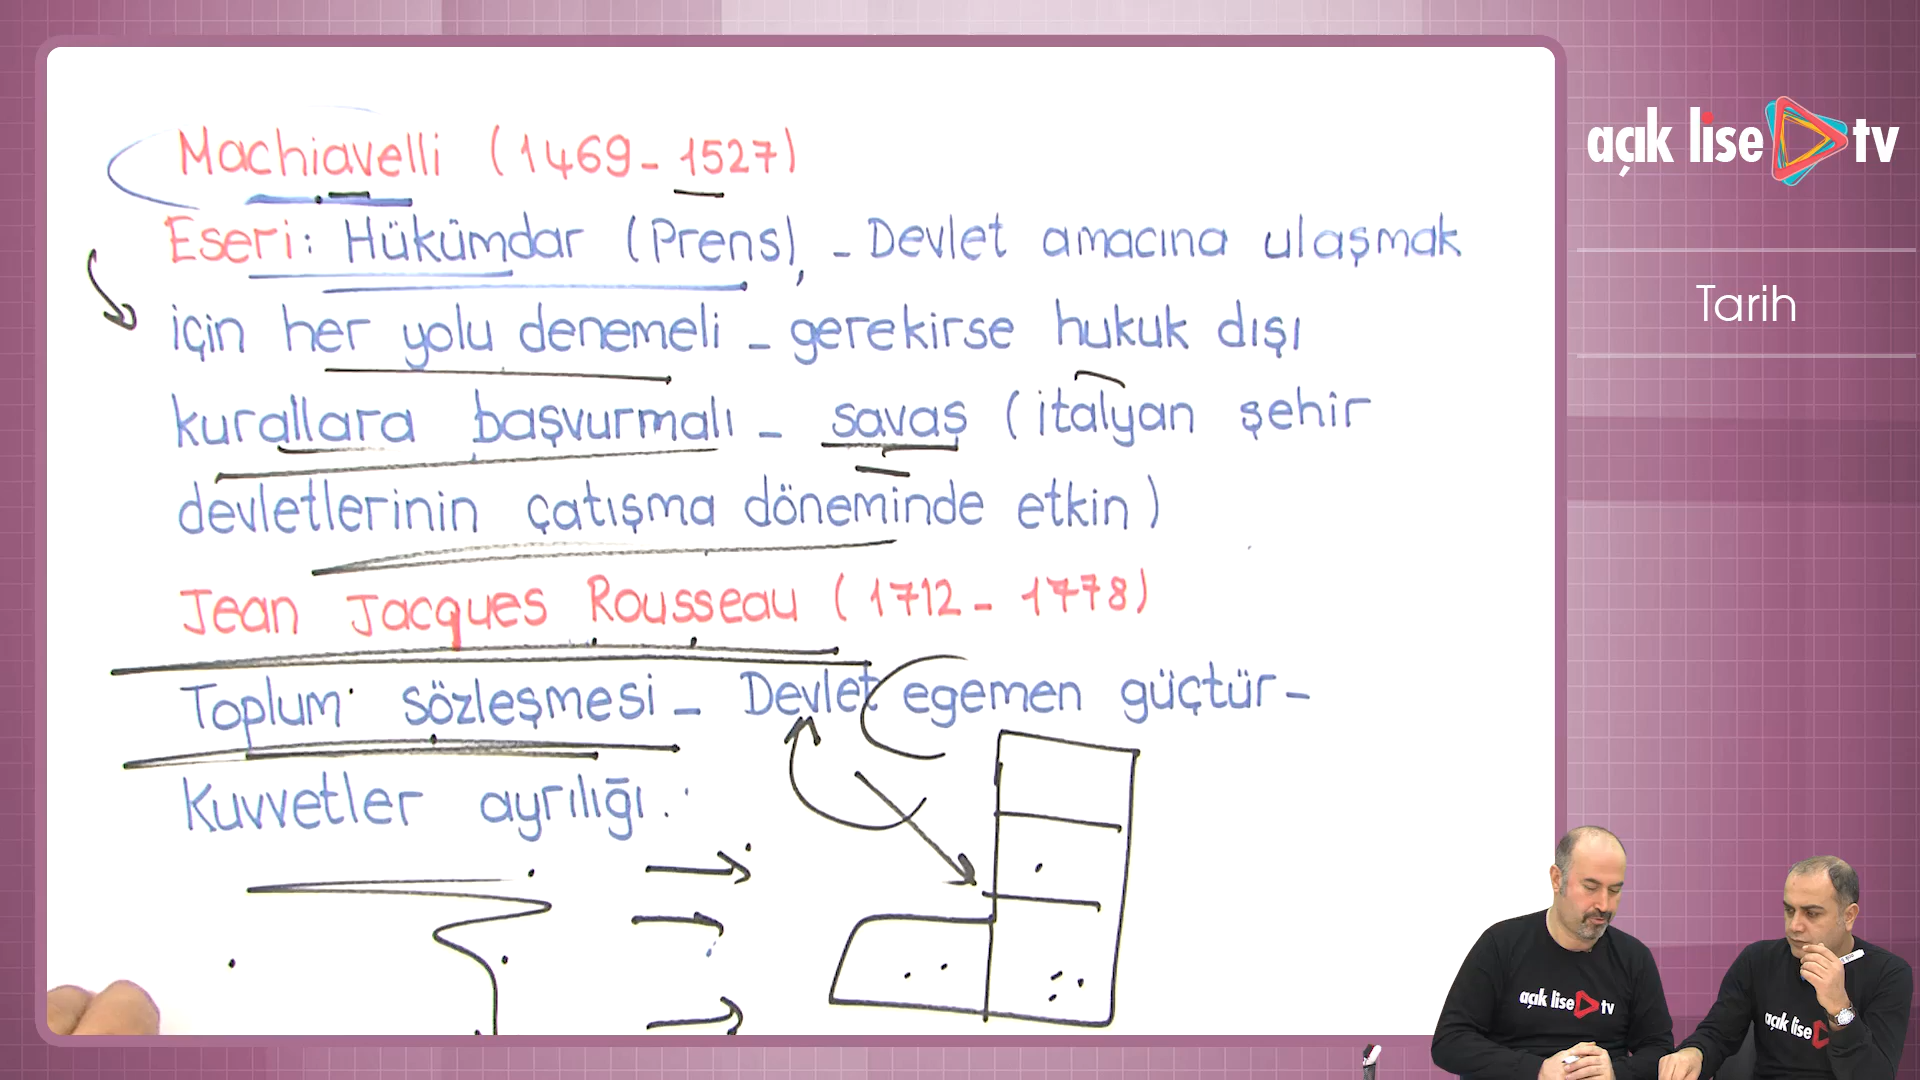 Machiavelli (1469-1527)
Eseri: Hükümdar (Prens), - Devlet amacına ulaşmak
için her yolu denemeli - gerekirse hukuk dışı
kurallara başvurmalı - savaş (italyan şehir
devletlerinin çatışma döneminde etkin)
Jean Jacques Rousseau (1712-1778)
Toplum sözleşmesi - Devlet egemen güçtür-
Kuvvetler ayrılığı:
açık lise tv
Tarih
açık lise tv
açık lise